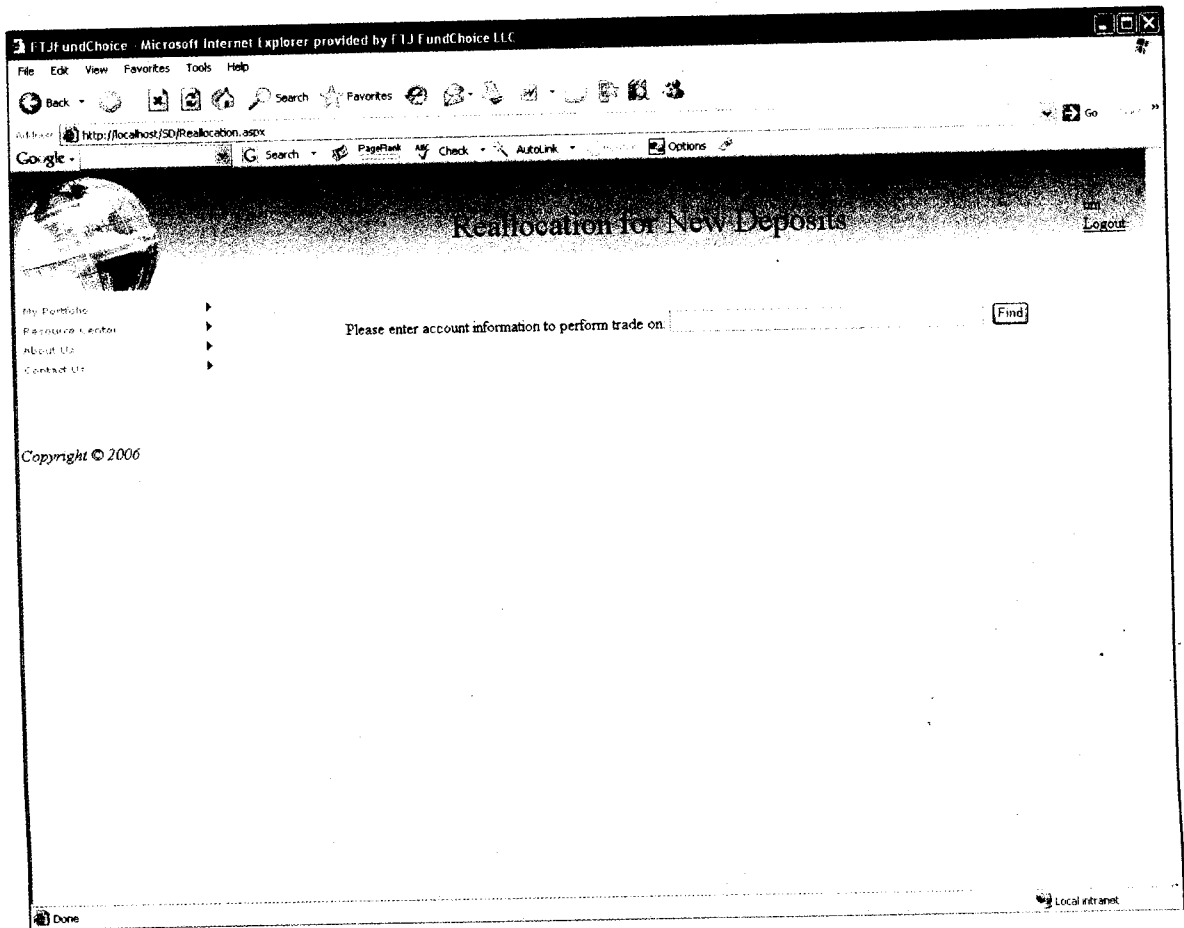 FTJFundChoice - Microsoft Internet Explorer provided by FTJ FundChoice LLC
File Edit View Favorites Tools Help
Back Search Favorites
Address http://localhost/SD/Reallocation.aspx Go »
Google Search PageRank Check AutoLink Options
Reallocation for New Deposits
Logout
My Portfolio
Resource Center
About Us
Contact Us
Please enter account information to perform trade on. Find
Copyright © 2006
Done Local intranet